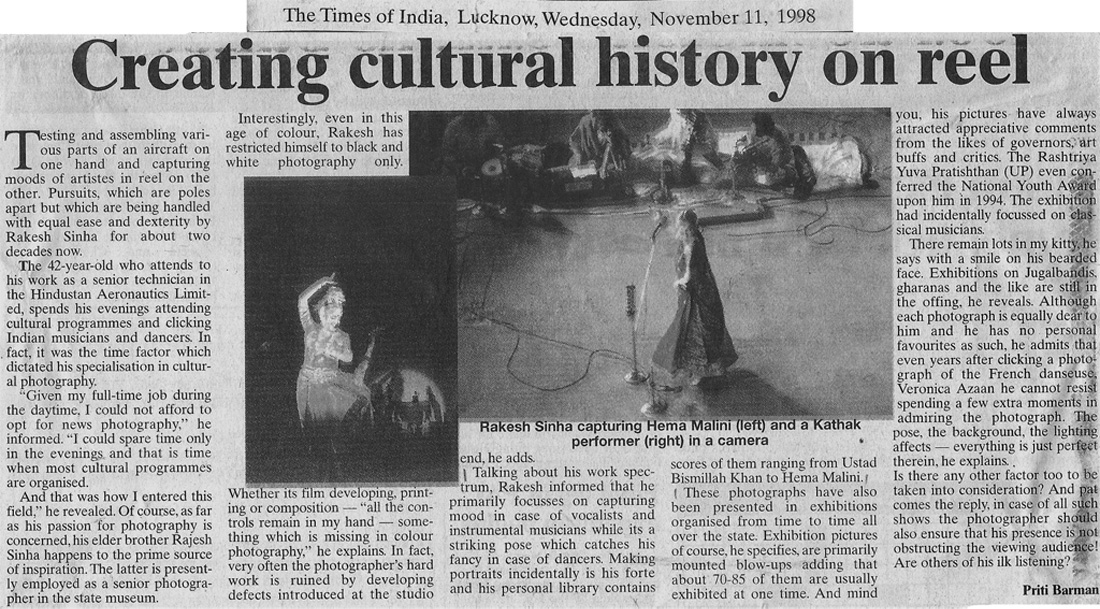 The Times of India, Lucknow, Wednesday, November 11, 1998
Creating cultural history on reel
Testing and assembling vari-
ous parts of an aircraft on
one hand and capturing
moods of artistes in reel on the
other. Pursuits, which are poles
apart but which are being handled
with equal ease and dexterity by
Rakesh Sinha for about two
decades now.
The 42-year-old who attends to
his work as a senior technician in
the Hindustan Aeronautics Limit-
ed, spends his evenings attending
cultural programmes and clicking
Indian musicians and dancers. In
fact, it was the time factor which
dictated his specialisation in cultur-
al photography.
"Given my full-time job during
the daytime, I could not afford to
opt for news photography," he
informed. "I could spare time only
in the evenings and that is time
when most cultural programmes
are organised.
And that was how I entered this
field," he revealed. Of course, as far
as his passion for photography is
concerned, his elder brother Rajesh
Sinha happens to the prime source
of inspiration. The latter is present-
ly employed as a senior photogra-
pher in the state museum.
Interestingly, even in this
age of colour, Rakesh has
restricted himself to black and
white photography only.
Whether its film developing, print-
ing or composition — "all the con-
trols remain in my hand — some-
thing which is missing in colour
photography," he explains. In fact,
very often the photographer's hard
work is ruined by developing
defects introduced at the studio
Rakesh Sinha capturing Hema Malini (left) and a Kathak
performer (right) in a camera
end, he adds.
Talking about his work spec-
trum, Rakesh informed that he
primarily focusses on capturing
mood in case of vocalists and
instrumental musicians while its a
striking pose which catches his
fancy in case of dancers. Making
portraits incidentally is his forte
and his personal library contains
scores of them ranging from Ustad
Bismillah Khan to Hema Malini.
These photographs have also
been presented in exhibitions
organised from time to time all
over the state. Exhibition pictures
of course, he specifies, are primarily
mounted blow-ups adding that
about 70-85 of them are usually
exhibited at one time. And mind
you, his pictures have always
attracted appreciative comments
from the likes of governors, art
buffs and critics. The Rashtriya
Yuva Pratishthan (UP) even con-
ferred the National Youth Award
upon him in 1994. The exhibition
had incidentally focussed on clas-
sical musicians.
There remain lots in my kitty, he
says with a smile on his bearded
face. Exhibitions on Jugalbandis,
gharanas and the like are still in
the offing, he reveals. Although
each photograph is equally dear to
him and he has no personal
favourites as such, he admits that
even years after clicking a photo-
graph of the French danseuse,
Veronica Azaan he cannot resist
spending a few extra moments in
admiring the photograph. The
pose, the background, the lighting
affects — everything is just perfect
therein, he explains.
Is there any other factor too to be
taken into consideration? And pat
comes the reply, in case of all such
shows the photographer should
also ensure that his presence is not
obstructing the viewing audience!
Are others of his ilk listening?
Priti Barman